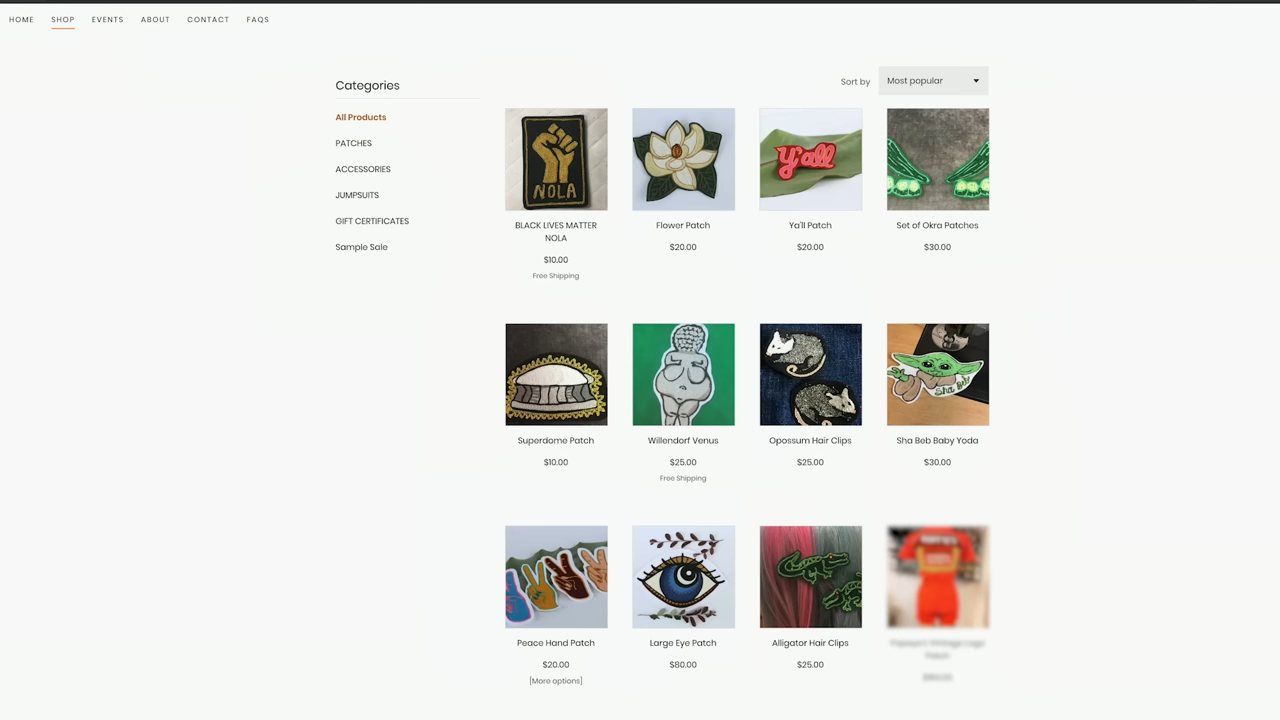 HOME SHOP EVENTS ABOUT CONTACT FAQS
Categories
All Products
PATCHES
ACCESSORIES
JUMPSUITS
GIFT CERTIFICATES
Sample Sale
Sort by Most popular
NOLA
Y'all
BLACK LIVES MATTER
NOLA
$10.00
Free Shipping
Flower Patch
$20.00
Ya'll Patch
$20.00
Set of Okra Patches
$30.00
Sha Beb
Superdome Patch
$10.00
Willendorf Venus
$25.00
Free Shipping
Opossum Hair Clips
$25.00
Sha Beb Baby Yoda
$30.00
Peace Hand Patch
$20.00
[More options]
Large Eye Patch
$80.00
Alligator Hair Clips
$25.00